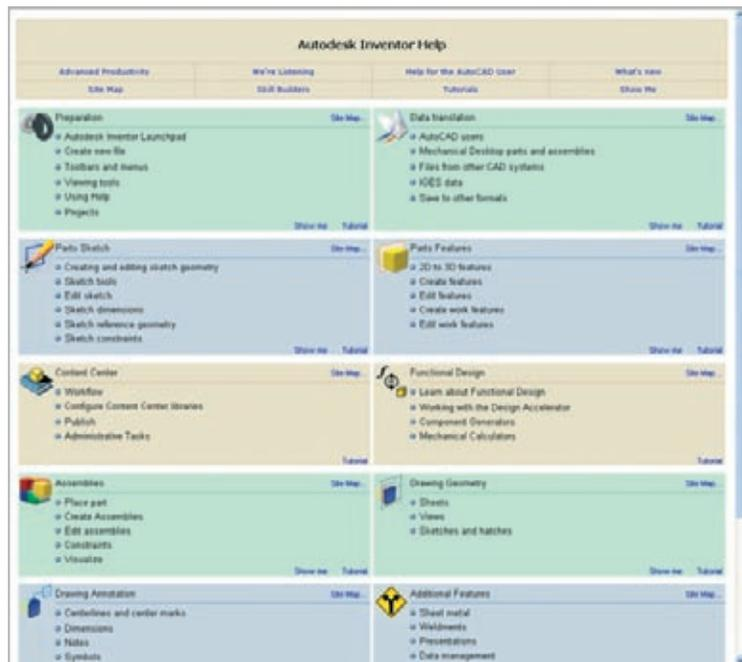 Autodesk Inventor Help
Advanced Productivity We're Listening Help for the AutoCAD User What's new
Site Map Skill Builders Tutorials Show Me
Preparation Site Map...
Autodesk Inventor Launchpad
Create new file
Toolbars and menus
Viewing tools
Using Help
Projects
Show me Tutorial
Data translation Site Map...
AutoCAD users
Mechanical Desktop parts and assemblies
Files from other CAD systems
IGES data
Save to other formats
Show me Tutorial
Parts Sketch Site Map...
Creating and editing sketch geometry
Sketch tools
Edit sketch
Sketch dimensions
Sketch reference geometry
Sketch constraints
Show me Tutorial
Parts Features Site Map...
2D to 3D features
Create features
Edit features
Create work features
Edit work features
Show me Tutorial
Content Center Site Map...
Workflow
Configure Content Center libraries
Publish
Administrative Tasks
Tutorial
Functional Design Site Map...
Learn about Functional Design
Working with the Design Accelerator
Component Generators
Mechanical Calculators
Tutorial
Assemblies Site Map...
Place part
Create Assemblies
Edit assemblies
Constraints
Visualize
Show me Tutorial
Drawing Geometry Site Map...
Sheets
Views
Sketches and hatches
Show me Tutorial
Drawing Annotation Site Map...
Centerlines and center marks
Dimensions
Notes
Symbols
Additional Features Site Map...
Sheet metal
Weldments
Presentations
Data management